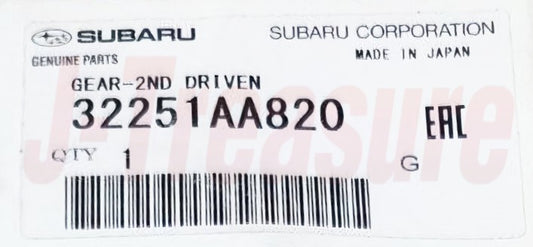 SUBARU SUBARU CORPORATION
GENUINE PARTS MADE IN JAPAN
GEAR-2ND DRIVEN
32251AA820 EAC
QTY 1 G
J-Treasure